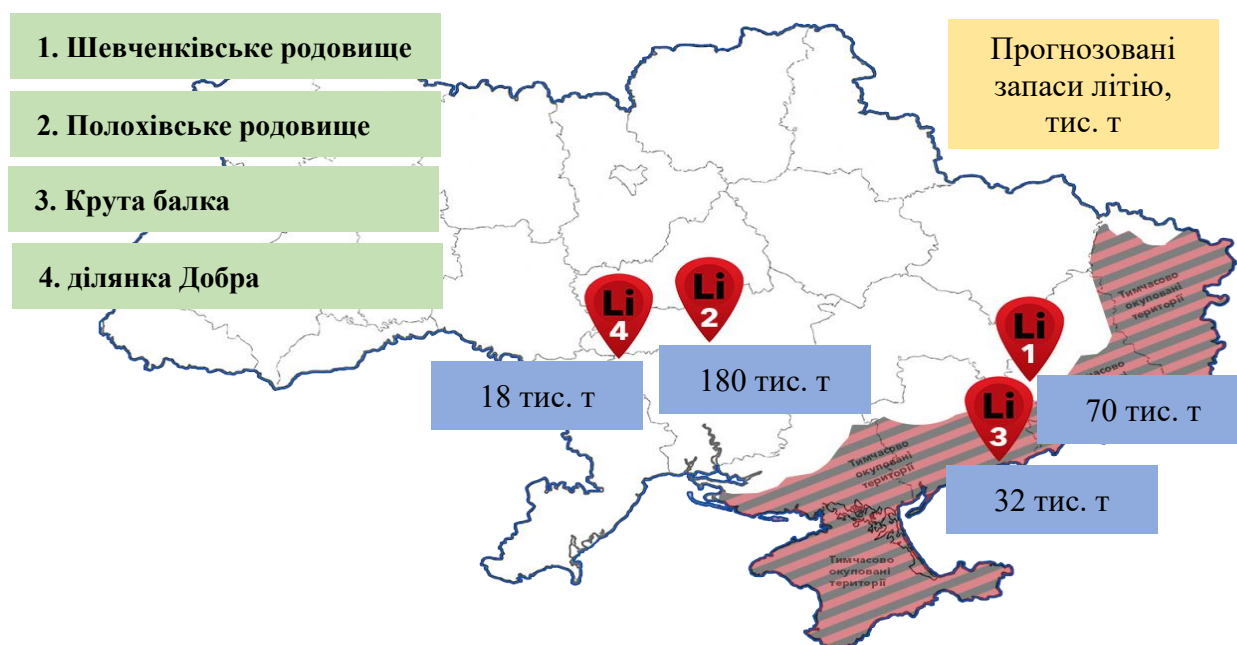 1. Шевченківське родовище
2. Полохівське родовище
3. Крута балка
4. ділянка Добра
Прогнозовані
запаси літію,
тис. т
Li
4
Li
2
Li
1
Li
3
18 тис. т
180 тис. т
70 тис. т
32 тис. т
Тимчасово
окуповані
території
Тимчасово
окуповані
території
Тимчасово
окуповані
території